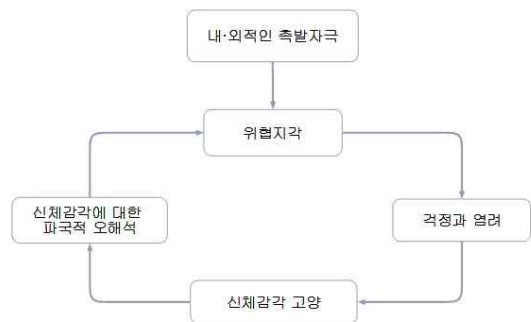 내·외적인 촉발자극
위협지각
걱정과 염려
신체감각 고양
신체감각에 대한
파국적 오해석